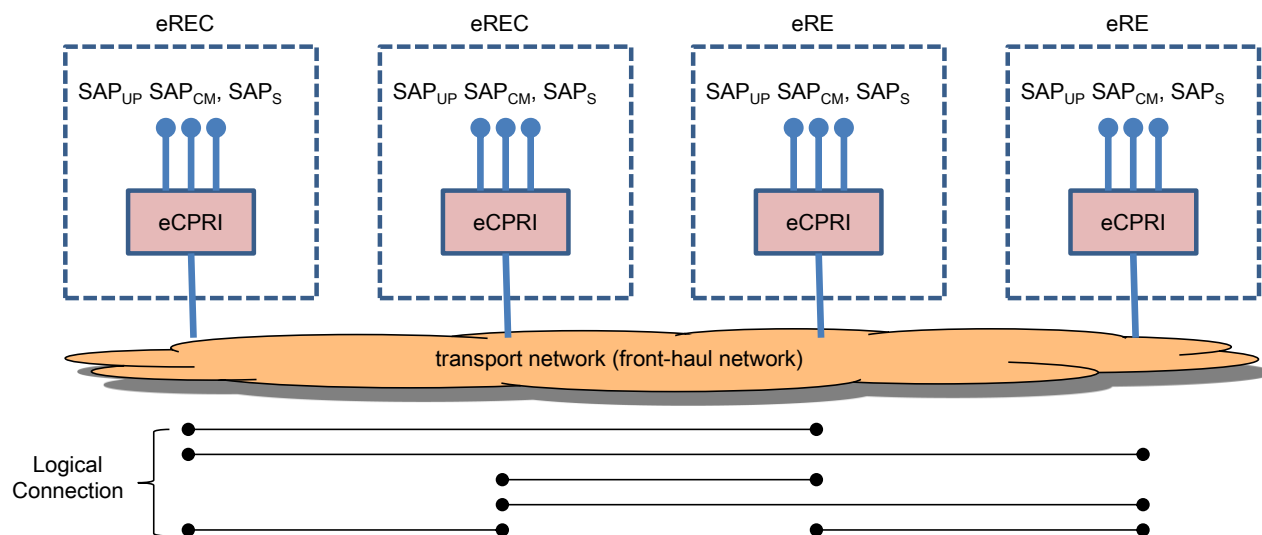 eREC eREC eRE eRE
SAPUP SAPCM, SAPS SAPUP SAPCM, SAPS SAPUP SAPCM, SAPS SAPUP SAPCM, SAPS
eCPRI eCPRI eCPRI eCPRI
transport network (front-haul network)
Logical
Connection